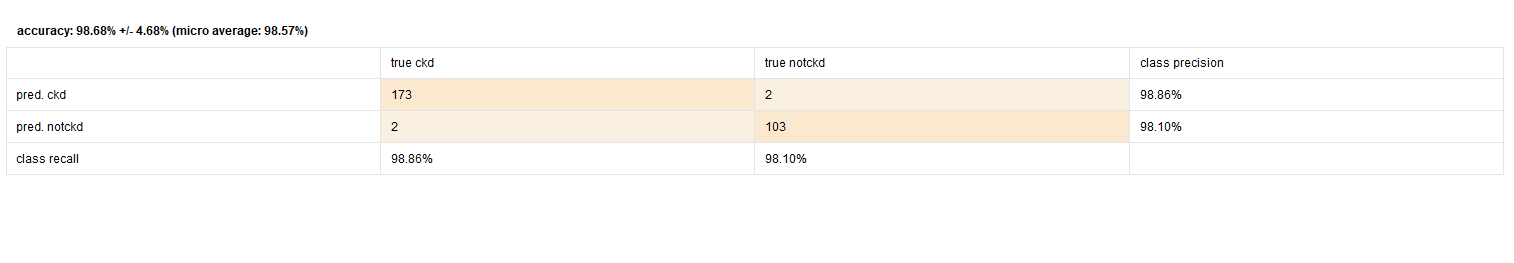 accuracy: 98.68% +/- 4.68% (micro average: 98.57%)
true ckd true notckd class precision
pred. ckd 173 2 98.86%
pred. notckd 2 103 98.10%
class recall 98.86% 98.10%